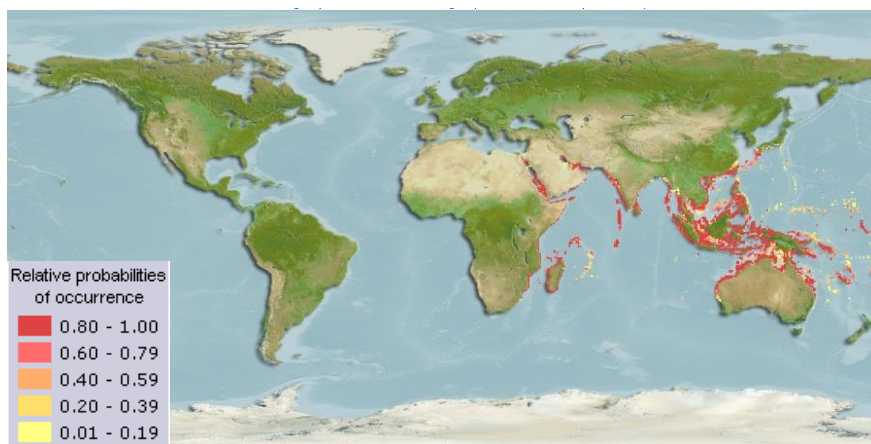 Relative probabilities
of occurrence
0.80 - 1.00
0.60 - 0.79
0.40 - 0.59
0.20 - 0.39
0.01 - 0.19